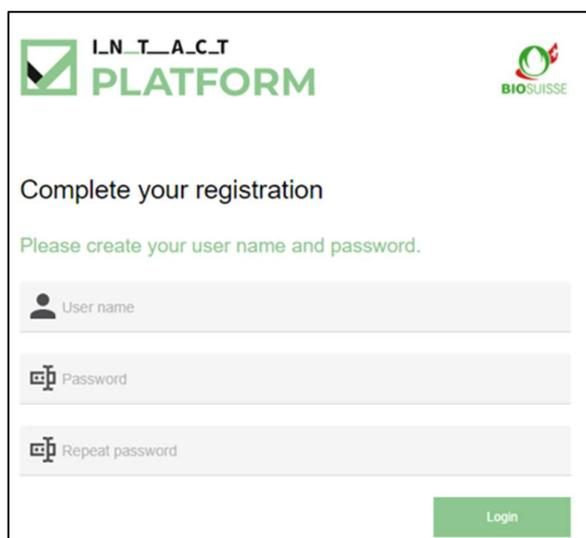 I_N_T_A_C_T
PLATFORM
BIOSUISSE
Complete your registration
Please create your user name and password.
User name
Password
Repeat password
Login